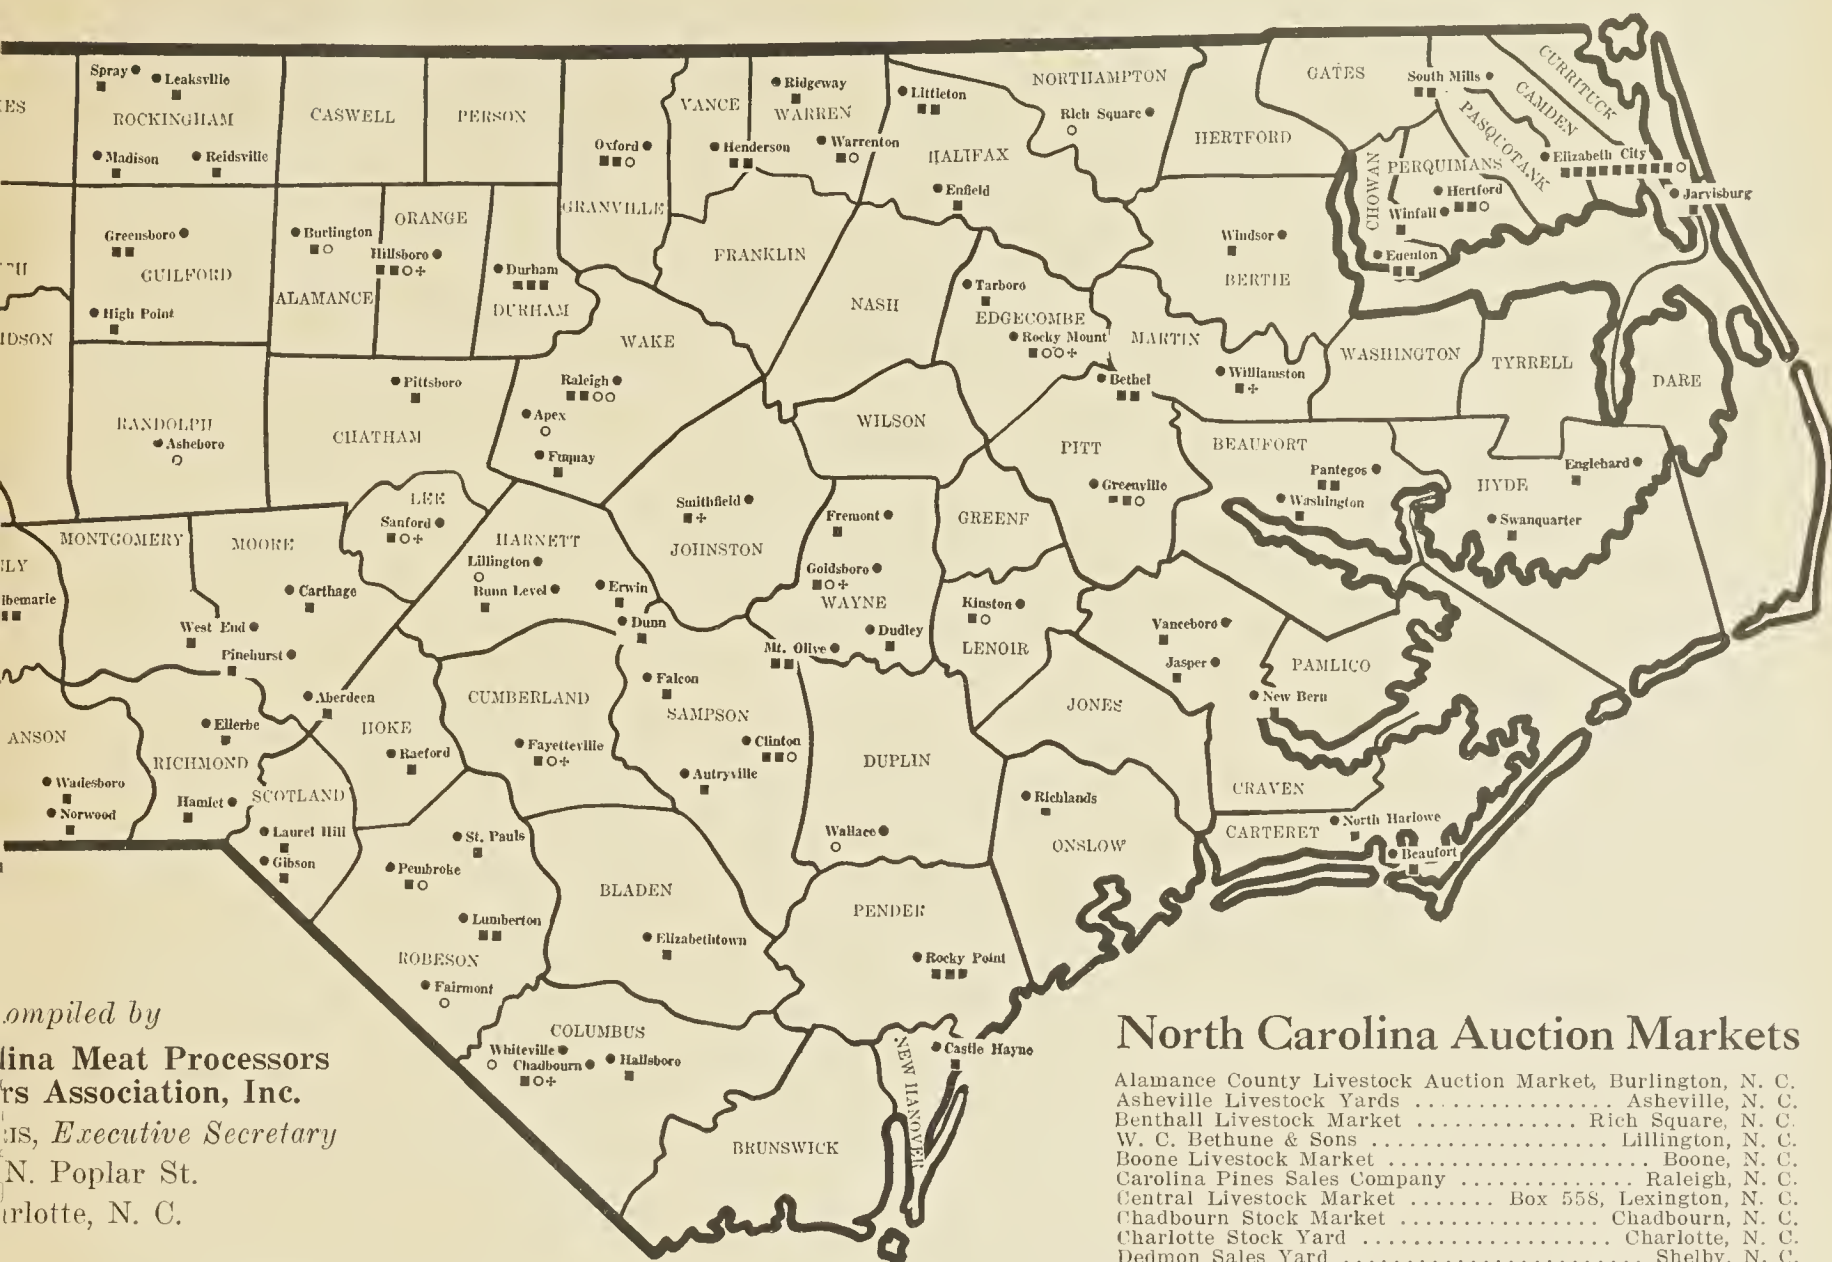 Spray
Leaksville
ROCKINGHAM
Madison
Reidsville
CASWELL
PERSON
VANCE
Ridgeway
WARREN
Warrenton
Henderson
Oxford
GRANVILLE
Littleton
HALIFAX
Enfield
NORTHAMPTON
Rich Square
HERTFORD
GATES
South Mills
CURRITUCK
CAMDEN
PASQUOTANK
PERQUIMANS
CHOWAN
Elizabeth City
Hertford
Winfall
Edenton
Jarvisburg
Greensboro
GUILFORD
High Point
Burlington
ALAMANCE
ORANGE
Hillsboro
Durham
DURHAM
FRANKLIN
NASH
Tarboro
EDGECOMBE
Rocky Mount
Windsor
BERTIE
MARTIN
Williamston
WASHINGTON
TYRRELL
DARE
IDSON
WAKE
Raleigh
Apex
Fuquay
Pittsboro
CHATHAM
RANDOLPH
Asheboro
WILSON
Bethel
PITT
Greenville
BEAUFORT
Pantegos
Washington
HYDE
Englehard
Swanquarter
LEE
Sanford
MONTGOMERY
MOORE
Carthage
West End
Pinehurst
Aberdeen
HARNETT
Lillington
Bunn Level
Erwin
Dunn
Smithfield
JOHNSTON
Fremont
Goldsboro
WAYNE
Dudley
Mt. Olive
GREENE
Kinston
LENOIR
Vanceboro
Jasper
PAMLICO
New Bern
JONES
CRAVEN
lbemarle
ANSON
Wadesboro
Norwood
Ellerbe
RICHMOND
Hamlet
SCOTLAND
Laurel Hill
Gibson
HOKE
Raeford
CUMBERLAND
Fayetteville
Falcon
SAMPSON
Clinton
Autryville
DUPLIN
Wallace
Richlands
ONSLOW
CARTERET
North Harlowe
Beaufort
St. Pauls
Pembroke
Lumberton
ROBESON
Fairmont
BLADEN
Elizabethtown
PENDER
Rocky Point
COLUMBUS
Whiteville
Chadbourn
Hallsboro
NEW HANOVER
Castle Hayne
BRUNSWICK
ompiled by
lina Meat Processors
rs Association, Inc.
IS, Executive Secretary
N. Poplar St.
rlotte, N. C.
North Carolina Auction Markets
Alamance County Livestock Auction Market, Burlington, N. C.
Asheville Livestock Yards ................ Asheville, N. C.
Benthall Livestock Market ............. Rich Square, N. C.
W. C. Bethune & Sons ................... Lillington, N. C.
Boone Livestock Market ..................... Boone, N. C.
Carolina Pines Sales Company .............. Raleigh, N. C.
Central Livestock Market ....... Box 558, Lexington, N. C.
Chadbourn Stock Market ................. Chadbourn, N. C.
Charlotte Stock Yard ..................... Charlotte, N. C.
Dedmon Sales Yard ........................ Shelby, N. C.